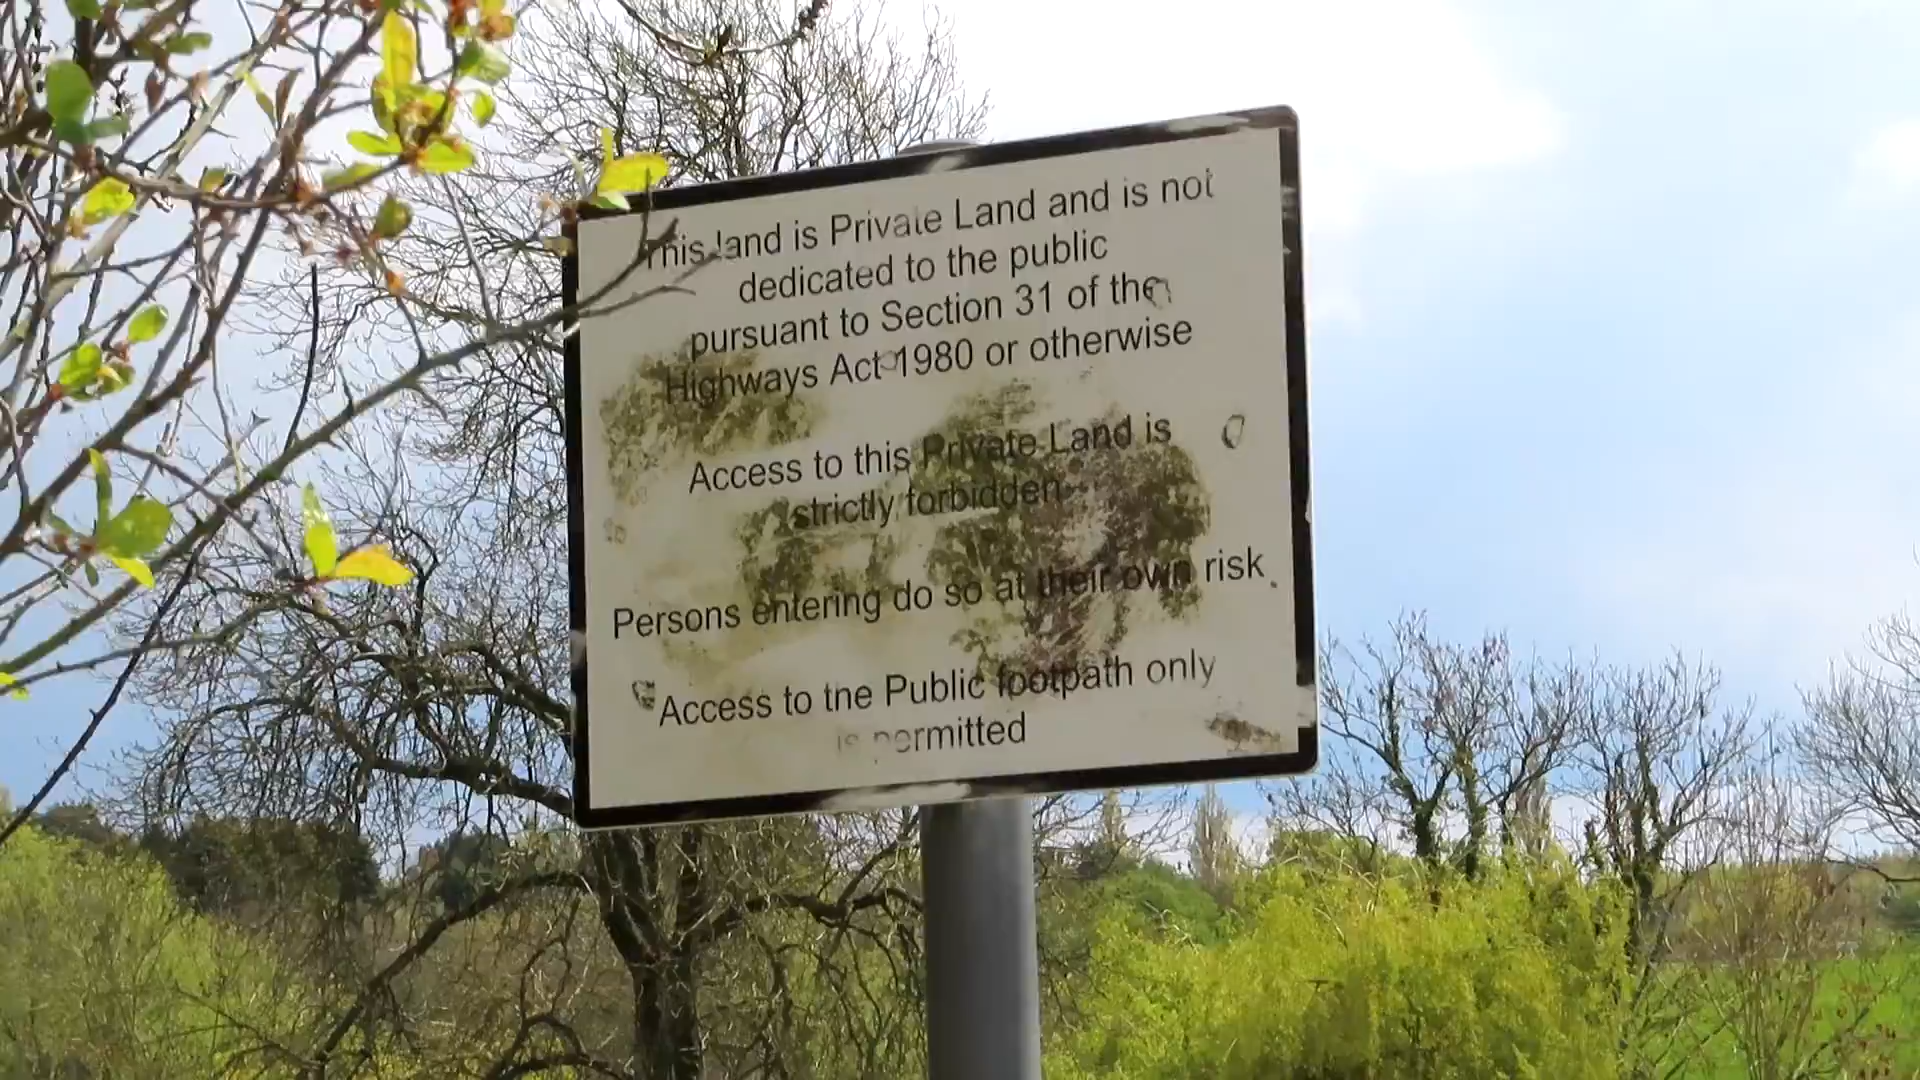 This land is Private Land and is not
dedicated to the public
pursuant to Section 31 of the
Highways Act 1980 or otherwise
Access to this Private Land is
strictly forbidden
Persons entering do so at their own risk.
Access to the Public footpath only
is permitted